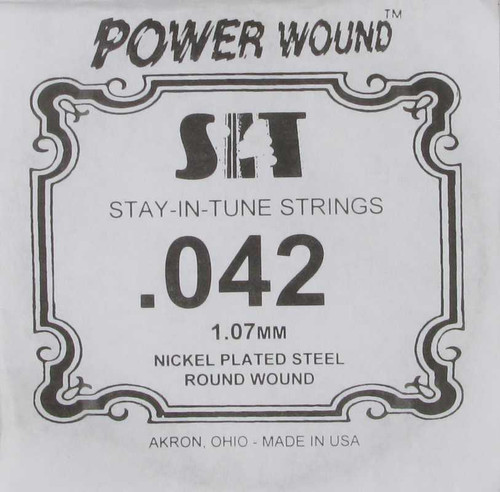 POWER WOUND™
SIT
STAY-IN-TUNE STRINGS
.042
1.07MM
NICKEL PLATED STEEL
ROUND WOUND
AKRON, OHIO - MADE IN USA